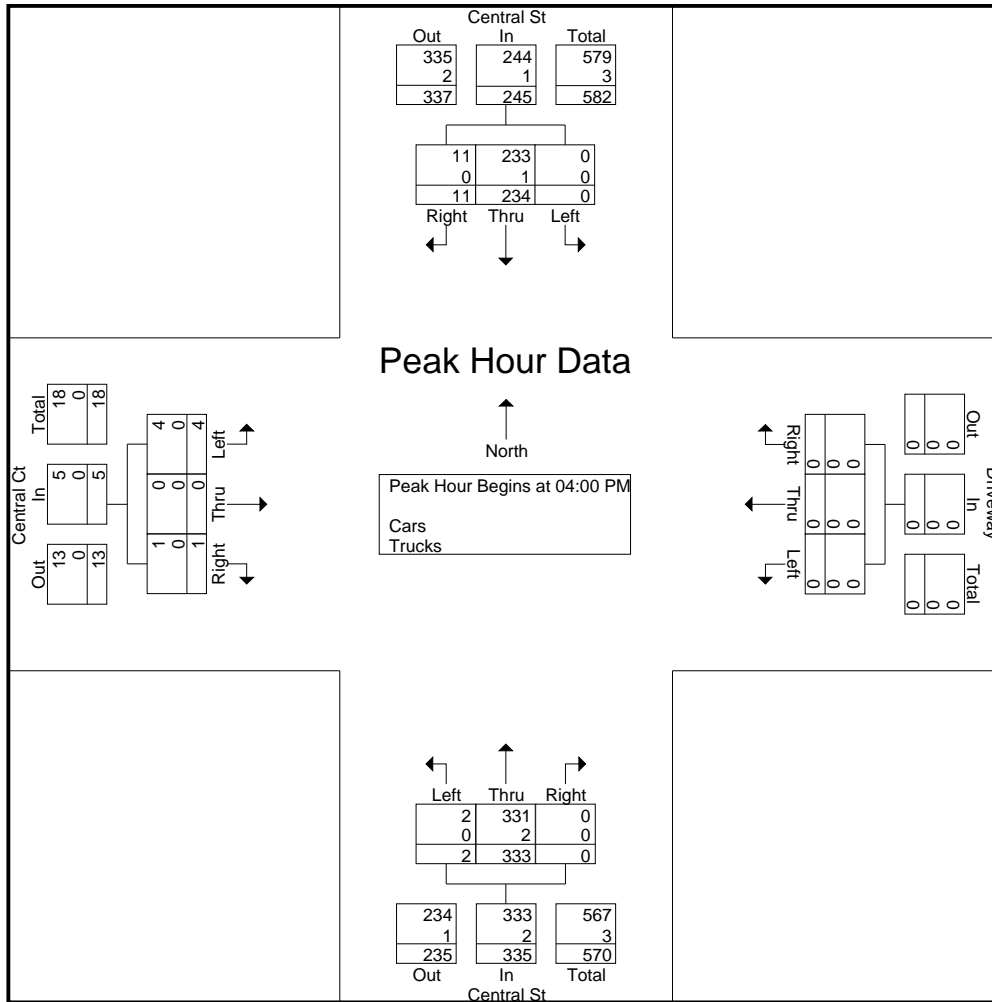 Central St
Out In Total
335 244 579
2 1 3
337 245 582
11 233 0
0 1 0
11 234 0
Right Thru Left
Peak Hour Data
North
Peak Hour Begins at 04:00 PM
Cars
Trucks
Central Ct
Total In Out
18 5 13
0 0 0
18 5 13
4 0 1
0 0 0
4 0 1
Left Thru Right
Driveway
Out In Total
0 0 0
0 0 0
0 0 0
Right Thru Left
0 0 0
0 0 0
0 0 0
Left Thru Right
2 331 0
0 2 0
2 333 0
234 333 567
1 2 3
235 335 570
Out In Total
Central St